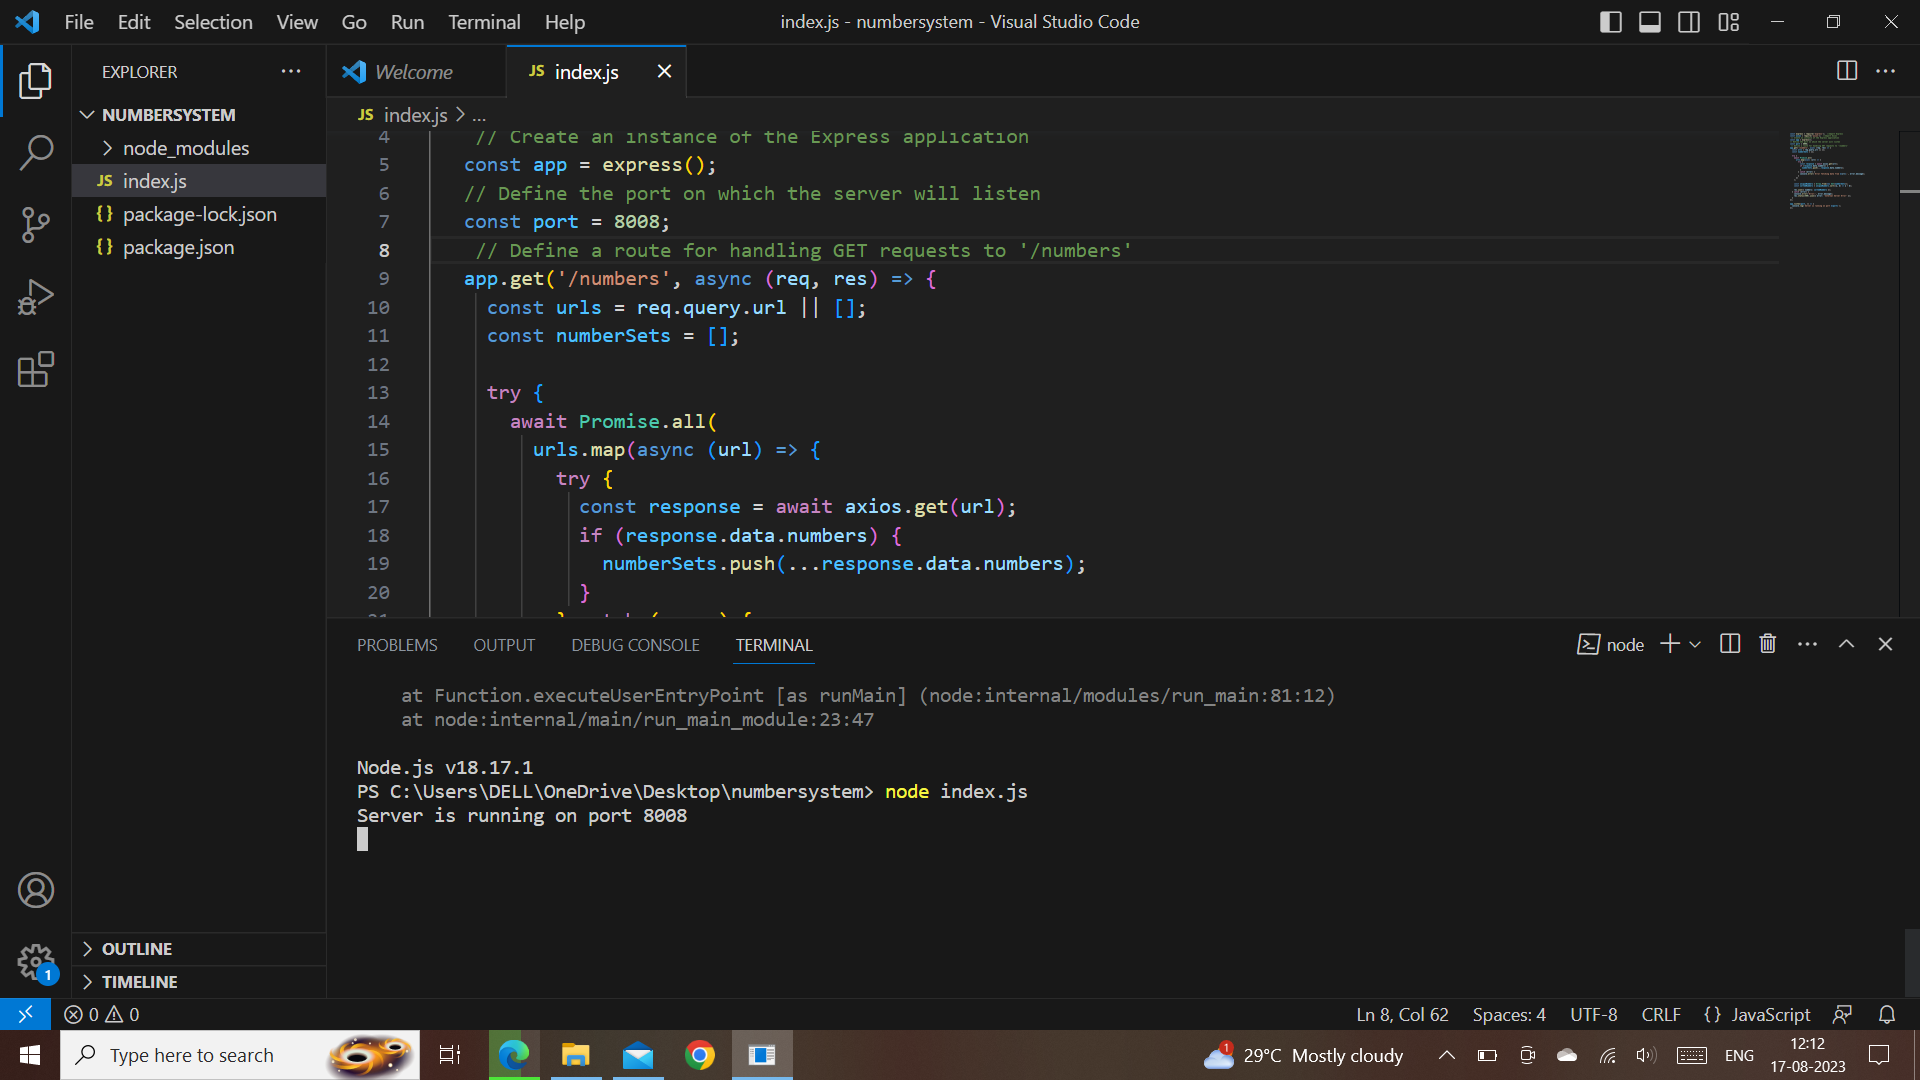 File Edit Selection View Go Run Terminal Help
index.js - numbersystem - Visual Studio Code
EXPLORER
NUMBERSYSTEM
node_modules
JS index.js
{} package-lock.json
{} package.json
OUTLINE
TIMELINE
Welcome
JS index.js
JS index.js > ...
4 // Create an instance of the Express application
5 const app = express();
6 // Define the port on which the server will listen
7 const port = 8008;
8 // Define a route for handling GET requests to '/numbers'
9 app.get('/numbers', async (req, res) => {
10 const urls = req.query.url || [];
11 const numberSets = [];
12
13 try {
14 await Promise.all(
15 urls.map(async (url) => {
16 try {
17 const response = await axios.get(url);
18 if (response.data.numbers) {
19 numberSets.push(...response.data.numbers);
20 }
PROBLEMS OUTPUT DEBUG CONSOLE TERMINAL
node
at Function.executeUserEntryPoint [as runMain] (node:internal/modules/run_main:81:12)
at node:internal/main/run_main_module:23:47
Node.js v18.17.1
PS C:\Users\DELL\OneDrive\Desktop\numbersystem> node index.js
Server is running on port 8008
1
0 0
Ln 8, Col 62 Spaces: 4 UTF-8 CRLF {} JavaScript
Type here to search
1
29°C Mostly cloudy
ENG
12:12
17-08-2023